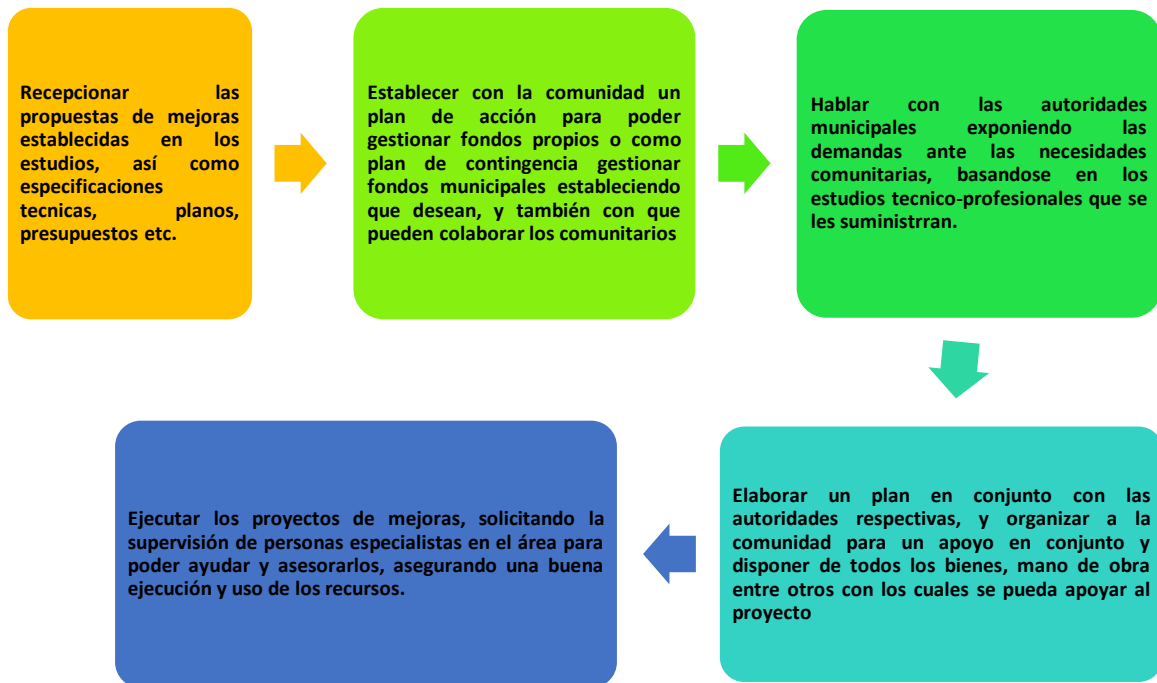 Recepcionar las
propuestas de mejoras
establecidas en los
estudios, así como
especificaciones
tecnicas, planos,
presupuestos etc.
Establecer con la comunidad un
plan de acción para poder
gestionar fondos propios o como
plan de contingencia gestionar
fondos municipales estableciendo
que desean, y también con que
pueden colaborar los comunitarios
Hablar con las autoridades
municipales exponiendo las
demandas ante las necesidades
comunitarias, basandose en los
estudios tecnico-profesionales que se
les suministrran.
Elaborar un plan en conjunto con las
autoridades respectivas, y organizar a la
comunidad para un apoyo en conjunto y
disponer de todos los bienes, mano de obra
entre otros con los cuales se pueda apoyar al
proyecto
Ejecutar los proyectos de mejoras, solicitando la
supervisión de personas especialistas en el área para
poder ayudar y asesorarlos, asegurando una buena
ejecución y uso de los recursos.